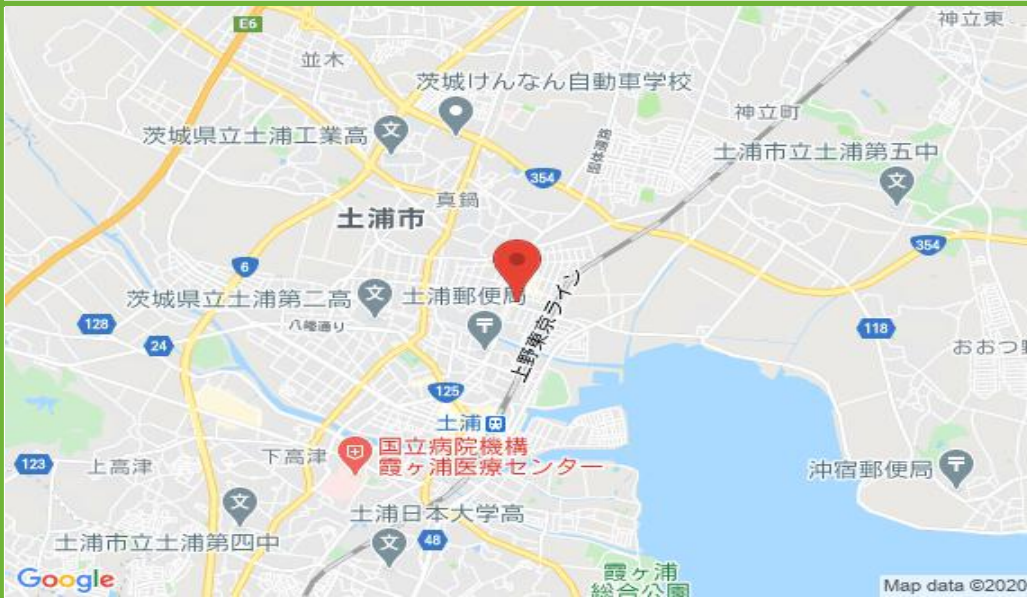 神立東
E6
並木
茨城けんなん自動車学校
神立町
茨城県立土浦工業高
土浦市立土浦第五中
354
真鍋
土浦市
354
6
茨城県立土浦第二高
土浦郵便局
上野東京ライン
八幡通り
128
118
24
おおつ野
125
土浦
国立病院機構
霞ヶ浦医療センター
123
上高津
下高津
沖宿郵便局
土浦日本大学高
土浦市立土浦第四中
48
霞ヶ浦
総合公園
Google
Map data ©2020